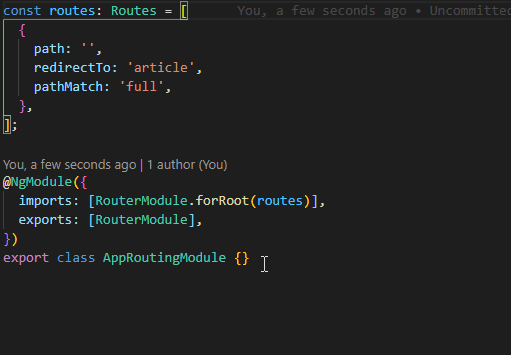 const routes: Routes = [ You, a few seconds ago • Uncommitted
{
path: '',
redirectTo: 'article',
pathMatch: 'full',
},
];
You, a few seconds ago | 1 author (You)
@NgModule({
imports: [RouterModule.forRoot(routes)],
exports: [RouterModule],
})
export class AppRoutingModule {}